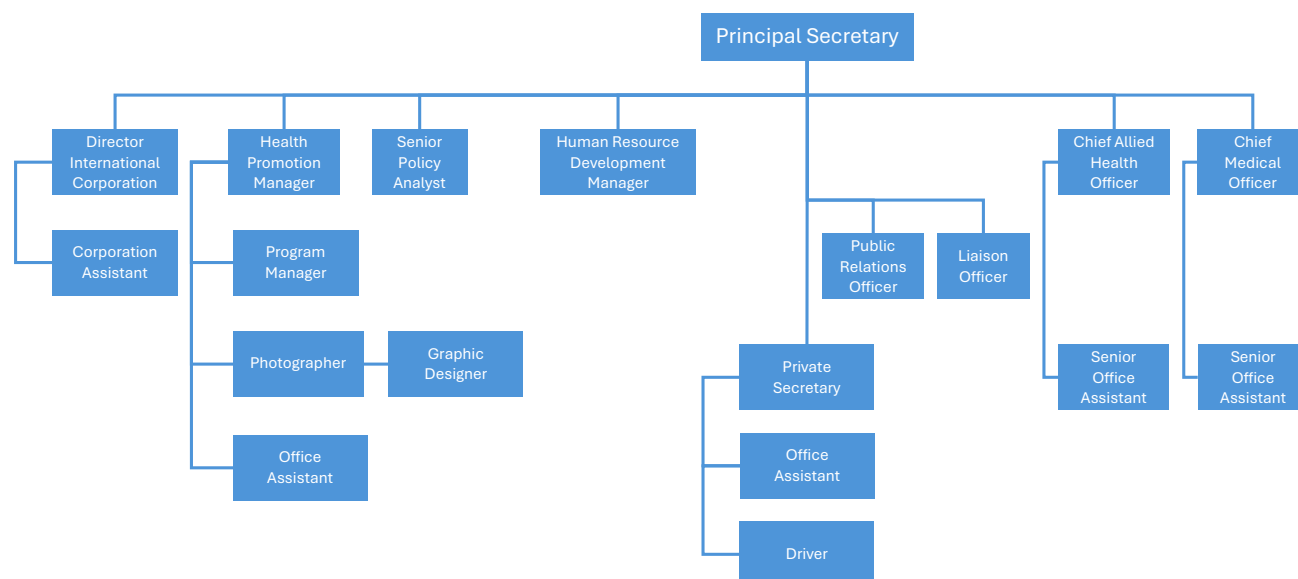 Principal Secretary
Director
International
Corporation
Health
Promotion
Manager
Senior
Policy
Analyst
Human Resource
Development
Manager
Chief Allied
Health
Officer
Chief
Medical
Officer
Corporation
Assistant
Program
Manager
Public
Relations
Officer
Liaison
Officer
Photographer
Graphic
Designer
Private
Secretary
Senior
Office
Assistant
Senior
Office
Assistant
Office
Assistant
Office
Assistant
Driver